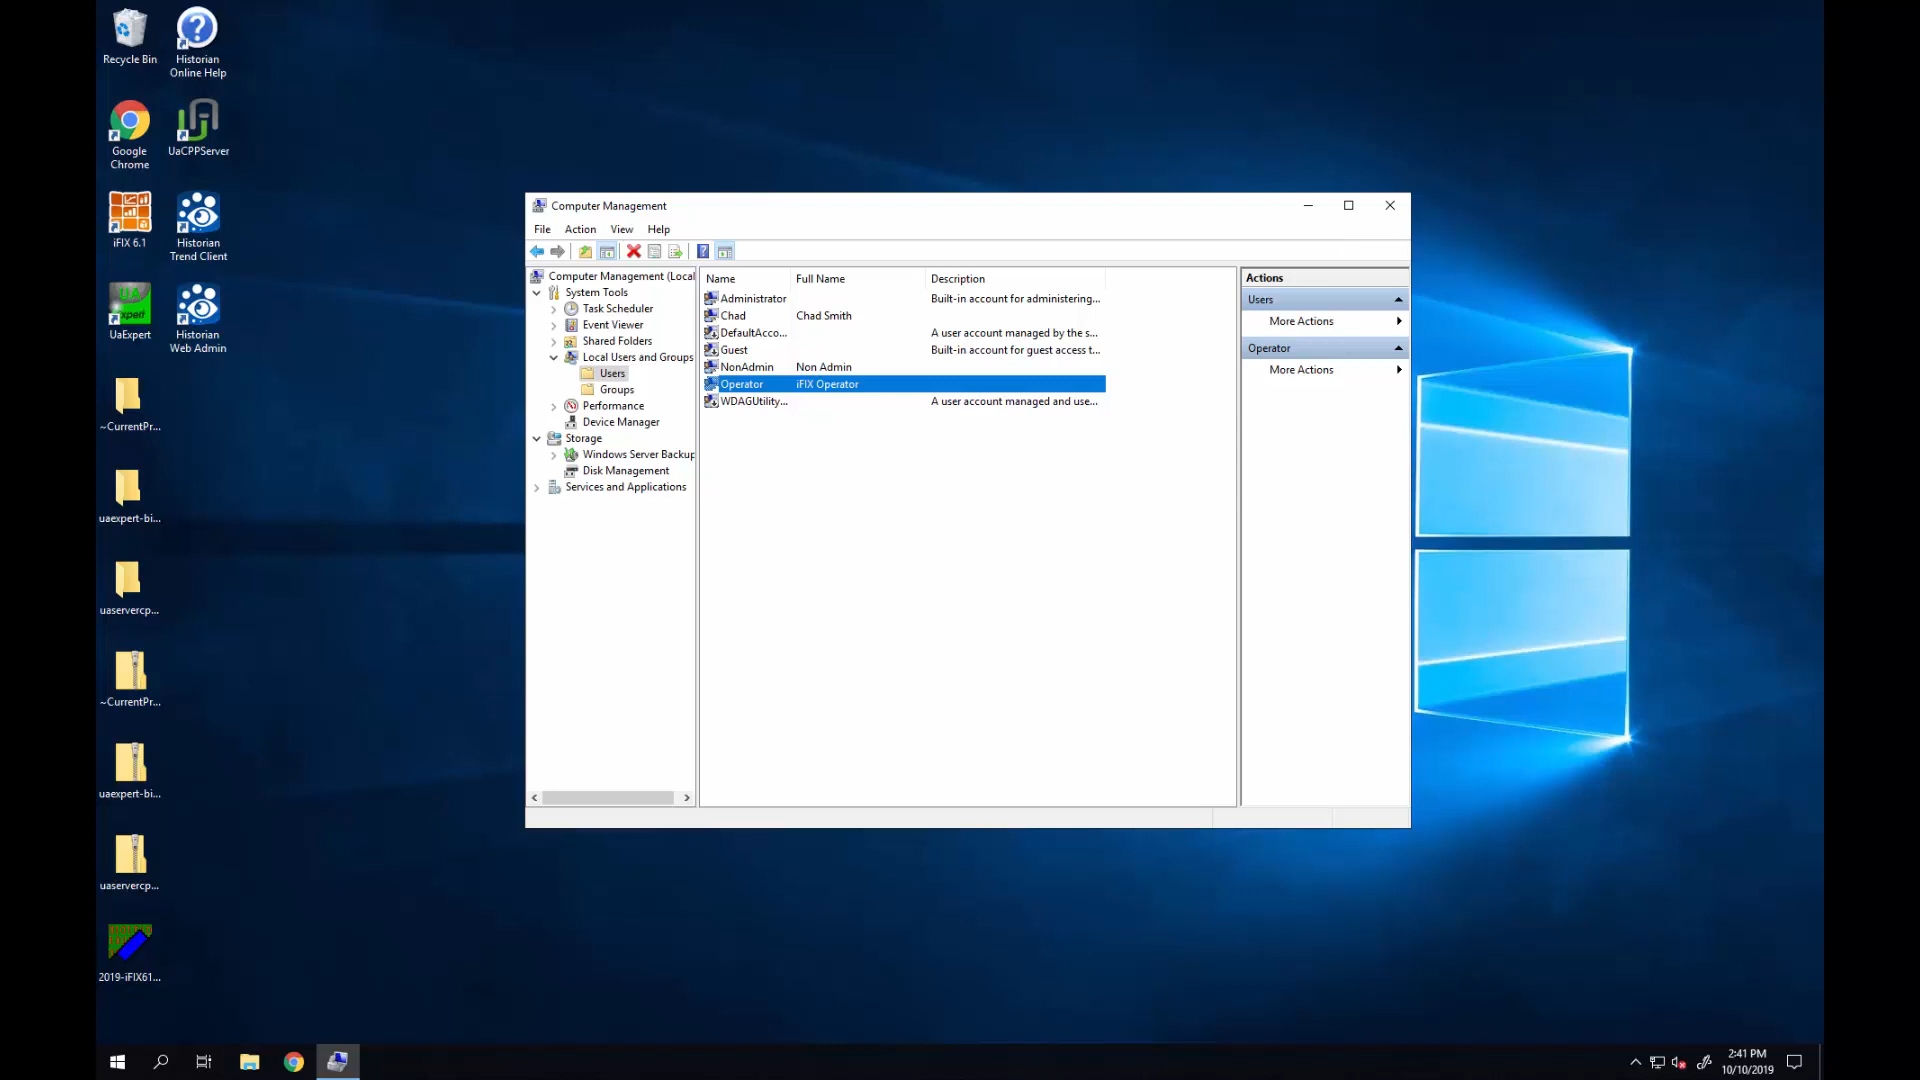 Recycle Bin
Historian
Online Help
Google
Chrome
UaCPPServer
iFIX 6.1
Historian
Trend Client
UaExpert
Historian
Web Admin
~CurrentPr...
uaexpert-bi...
uaservercp...
~CurrentPr...
uaexpert-bi...
uaservercp...
2019-iFIX61...
Computer Management
File Action View Help
Computer Management (Local
System Tools
Task Scheduler
Event Viewer
Shared Folders
Local Users and Groups
Users
Groups
Performance
Device Manager
Storage
Windows Server Backup
Disk Management
Services and Applications
Name Full Name Description
Administrator Built-in account for administering...
Chad Chad Smith
DefaultAcco... A user account managed by the s...
Guest Built-in account for guest access t...
NonAdmin Non Admin
Operator iFIX Operator
WDAGUtility... A user account managed and use...
Actions
Users
More Actions
Operator
More Actions
2:41 PM
10/10/2019